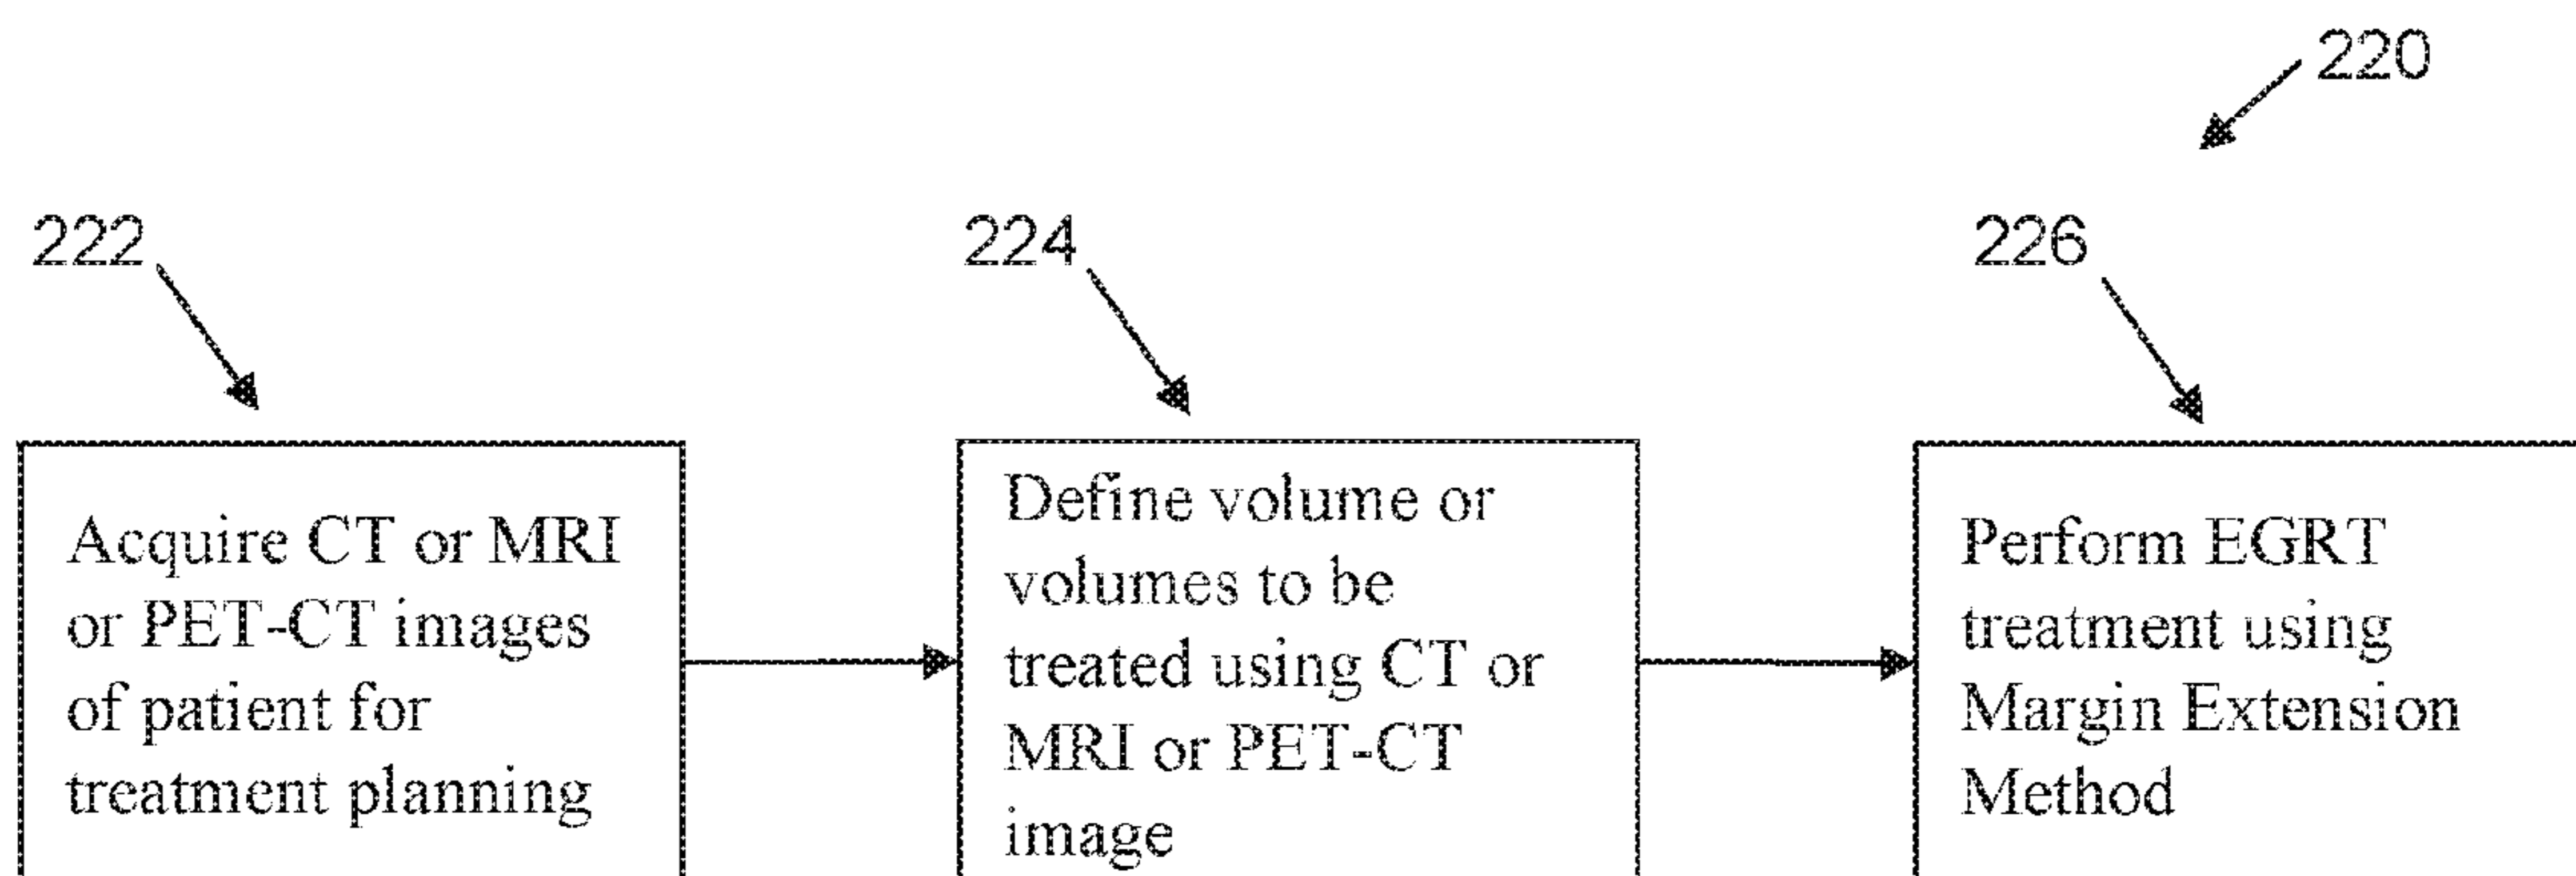 220
222
224
226
Acquire CT or MRI
or PET-CT images
of patient for
treatment planning
Define volume or
volumes to be
treated using CT or
MRI or PET-CT
image
Perform EGRT
treatment using
Margin Extension
Method